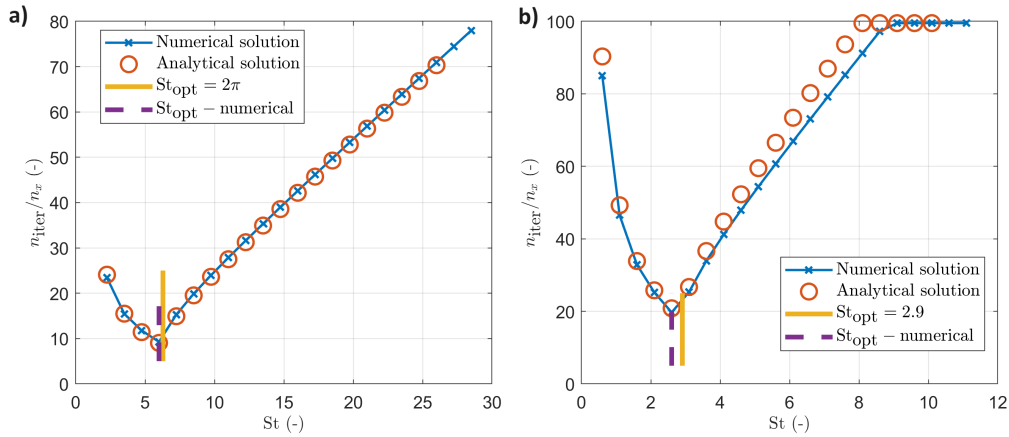 a)
80
70
60
50
40
30
20
10
0
n_iter/n_x (-)
0 5 10 15 20 25 30
St (-)
Numerical solution
Analytical solution
St_opt = 2π
St_opt − numerical
b)
100
80
60
40
20
0
n_iter/n_x (-)
0 2 4 6 8 10 12
St (-)
Numerical solution
Analytical solution
St_opt = 2.9
St_opt − numerical